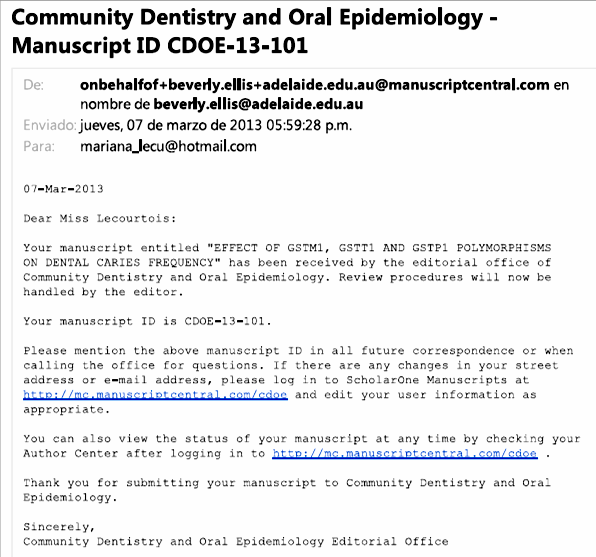 Community Dentistry and Oral Epidemiology -
Manuscript ID CDOE-13-101
De: onbehalfof+beverly.ellis+adelaide.edu.au@manuscriptcentral.com en
nombre de beverly.ellis@adelaide.edu.au
Enviado: jueves, 07 de marzo de 2013 05:59:28 p.m.
Para: mariana_lecu@hotmail.com
07-Mar-2013
Dear Miss Lecourtois:
Your manuscript entitled "EFFECT OF GSTM1, GSTT1 AND GSTP1 POLYMORPHISMS
ON DENTAL CARIES FREQUENCY" has been received by the editorial office of
Community Dentistry and Oral Epidemiology. Review procedures will now be
handled by the editor.
Your manuscript ID is CDOE-13-101.
Please mention the above manuscript ID in all future correspondence or when
calling the office for questions. If there are any changes in your street
address or e-mail address, please log in to ScholarOne Manuscripts at
http://mc.manuscriptcentral.com/cdoe and edit your user information as
appropriate.
You can also view the status of your manuscript at any time by checking your
Author Center after logging in to http://mc.manuscriptcentral.com/cdoe .
Thank you for submitting your manuscript to Community Dentistry and Oral
Epidemiology.
Sincerely,
Community Dentistry and Oral Epidemiology Editorial Office